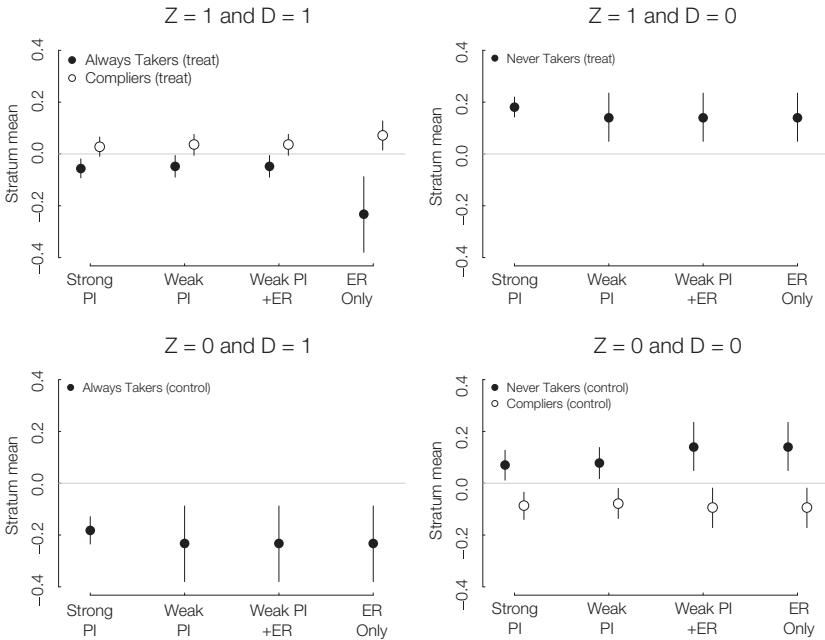 Z = 1 and D = 1
Stratum mean
0.4
0.2
0.0
−0.2
−0.4
Always Takers (treat)
Compliers (treat)
Strong PI
Weak PI
Weak PI +ER
ER Only
Z = 1 and D = 0
Stratum mean
0.4
0.2
0.0
−0.2
−0.4
Never Takers (treat)
Strong PI
Weak PI
Weak PI +ER
ER Only
Z = 0 and D = 1
Stratum mean
0.4
0.2
0.0
−0.2
−0.4
Always Takers (control)
Strong PI
Weak PI
Weak PI +ER
ER Only
Z = 0 and D = 0
Stratum mean
0.4
0.2
0.0
−0.2
−0.4
Never Takers (control)
Compliers (control)
Strong PI
Weak PI
Weak PI +ER
ER Only